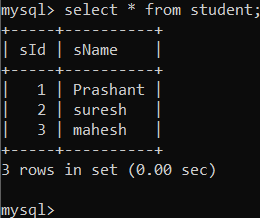 mysql> select * from student;
+-----+----------+
| sId | sName    |
+-----+----------+
|   1 | Prashant |
|   2 | suresh   |
|   3 | mahesh   |
+-----+----------+
3 rows in set (0.00 sec)
mysql>